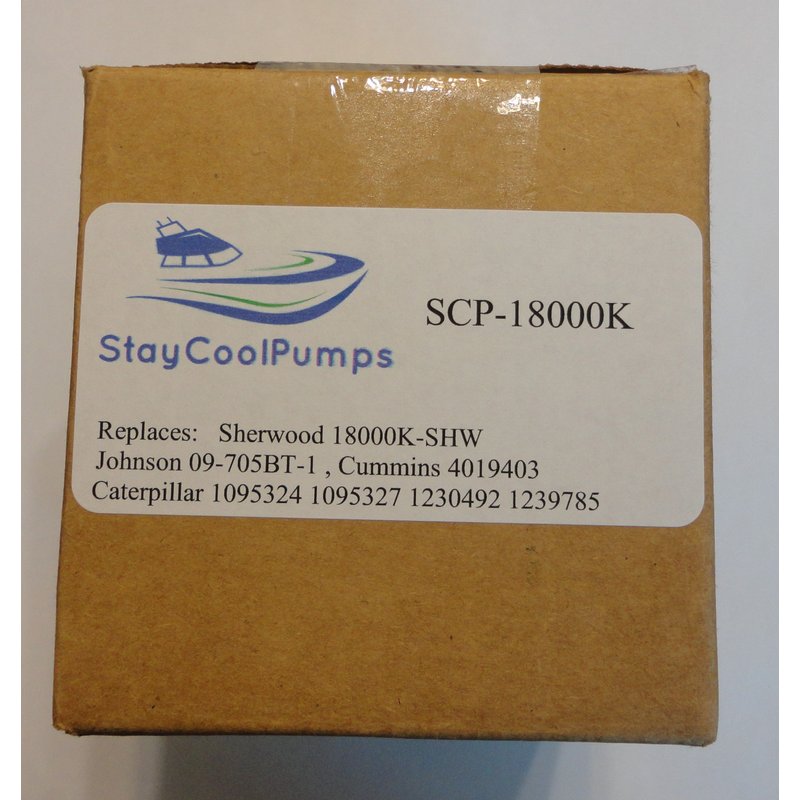 StayCoolPumps
SCP-18000K
Replaces: Sherwood 18000K-SHW
Johnson 09-705BT-1 , Cummins 4019403
Caterpillar 1095324 1095327 1230492 1239785